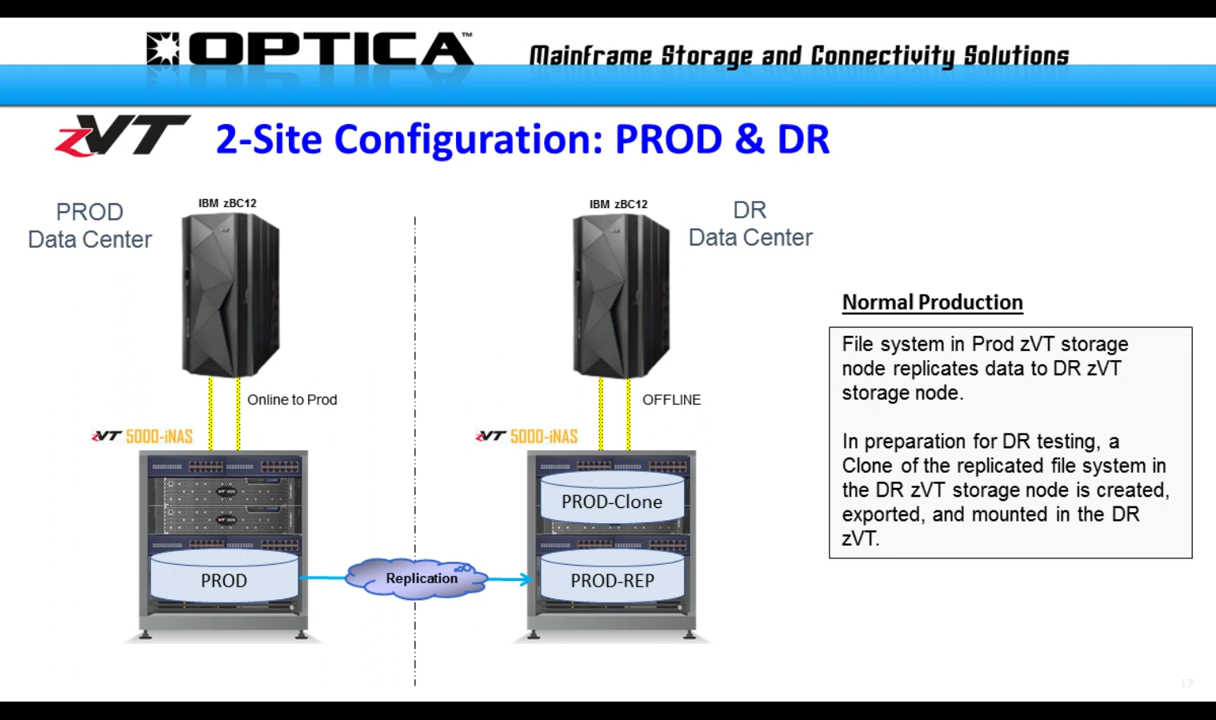 OPTICA™
Mainframe Storage and Connectivity Solutions
zVT 2-Site Configuration: PROD & DR
PROD
Data Center
IBM zBC12
IBM zBC12
DR
Data Center
Online to Prod
OFFLINE
zVT 5000-iNAS
zVT 5000-iNAS
PROD-Clone
PROD
Replication
PROD-REP
Normal Production
File system in Prod zVT storage
node replicates data to DR zVT
storage node.
In preparation for DR testing, a
Clone of the replicated file system in
the DR zVT storage node is created,
exported, and mounted in the DR
zVT.
17